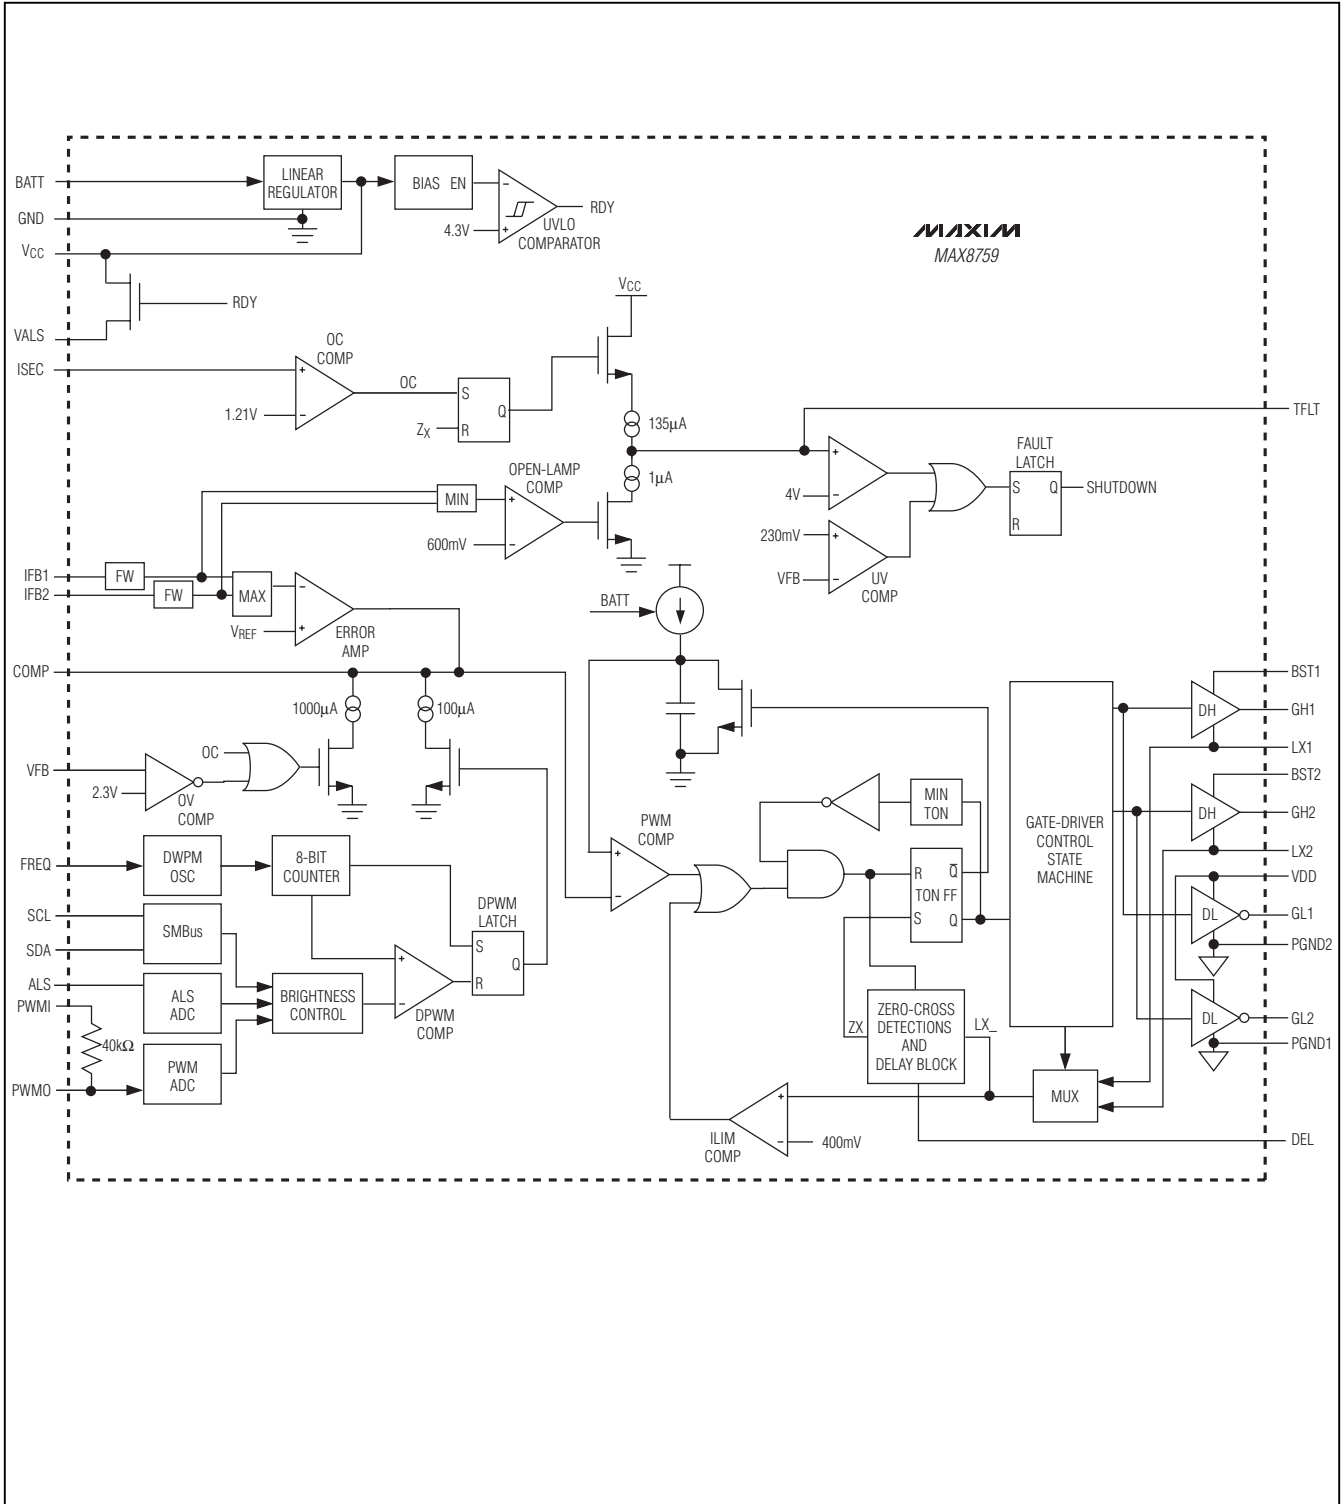 BATT
GND
VCC
VALS
ISEC
IFB1
IFB2
COMP
VFB
FREQ
SCL
SDA
ALS
PWMI
PWMO
LINEAR
REGULATOR
BIAS EN
4.3V
−
+
UVLO
COMPARATOR
RDY
RDY
MAXIM
MAX8759
VCC
OC
COMP
+
−
1.21V
OC
S
Q
R
ZX
135µA
1µA
OPEN-LAMP
COMP
MIN
+
−
600mV
TFLT
+
−
4V
230mV
+
−
VFB
UV
COMP
FAULT
LATCH
S
Q
R
SHUTDOWN
FW
FW
MAX
−
+
VREF
ERROR
AMP
BATT
1000µA
100µA
OC
2.3V
OV
COMP
DWPM
OSC
8-BIT
COUNTER
SMBus
ALS
ADC
PWM
ADC
40kΩ
BRIGHTNESS
CONTROL
+
−
DPWM
COMP
DPWM
LATCH
S
Q
R
PWM
COMP
+
−
MIN
TON
R
Q
TON FF
S
Q
ZX
ZERO-CROSS
DETECTIONS
AND
DELAY BLOCK
LX_
ILIM
COMP
+
−
400mV
GATE-DRIVER
CONTROL
STATE
MACHINE
MUX
DH
DH
DL
DL
BST1
GH1
LX1
BST2
GH2
LX2
VDD
GL1
PGND2
GL2
PGND1
DEL